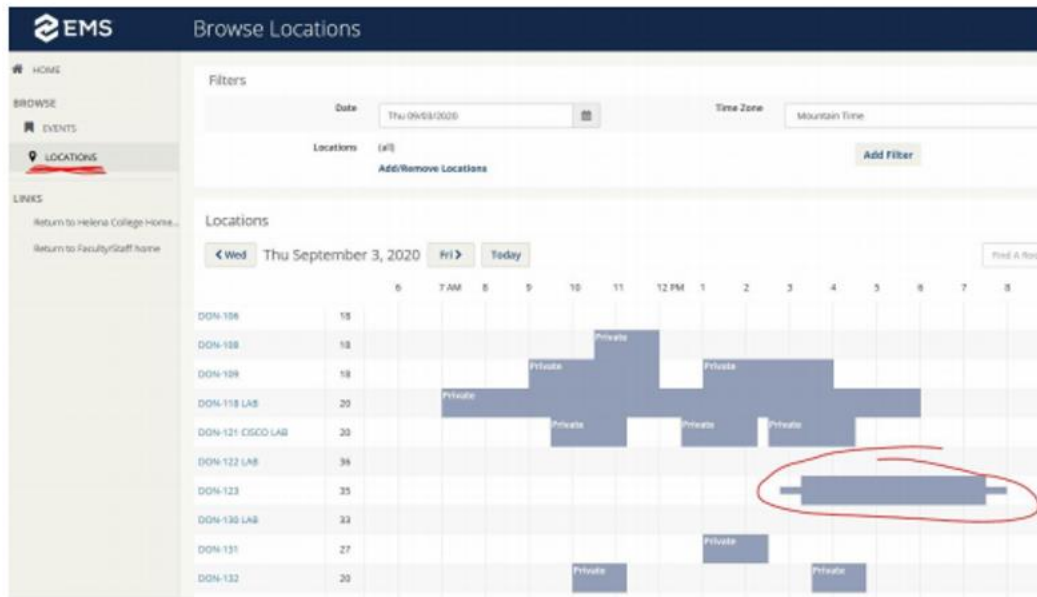 EMS
Browse Locations
HOME
BROWSE
EVENTS
LOCATIONS
LINKS
Return to Helena College Home...
Return to Faculty/Staff home
Filters
Date
Thu 09/03/2020
Time Zone
Mountain Time
Locations
(all)
Add/Remove Locations
Add Filter
Locations
Wed
Thu September 3, 2020
Fri
Today
Find A Roo
6 7 AM 8 9 10 11 12 PM 1 2 3 4 5 6 7 8
DON-106 18
DON-108 18 Private
DON-109 18 Private Private
DON-118 LAB 20 Private
DON-121 CISCO LAB 20 Private Private Private
DON-122 LAB 36
DON-123 35
DON-130 LAB 33
DON-131 27 Private
DON-132 20 Private Private